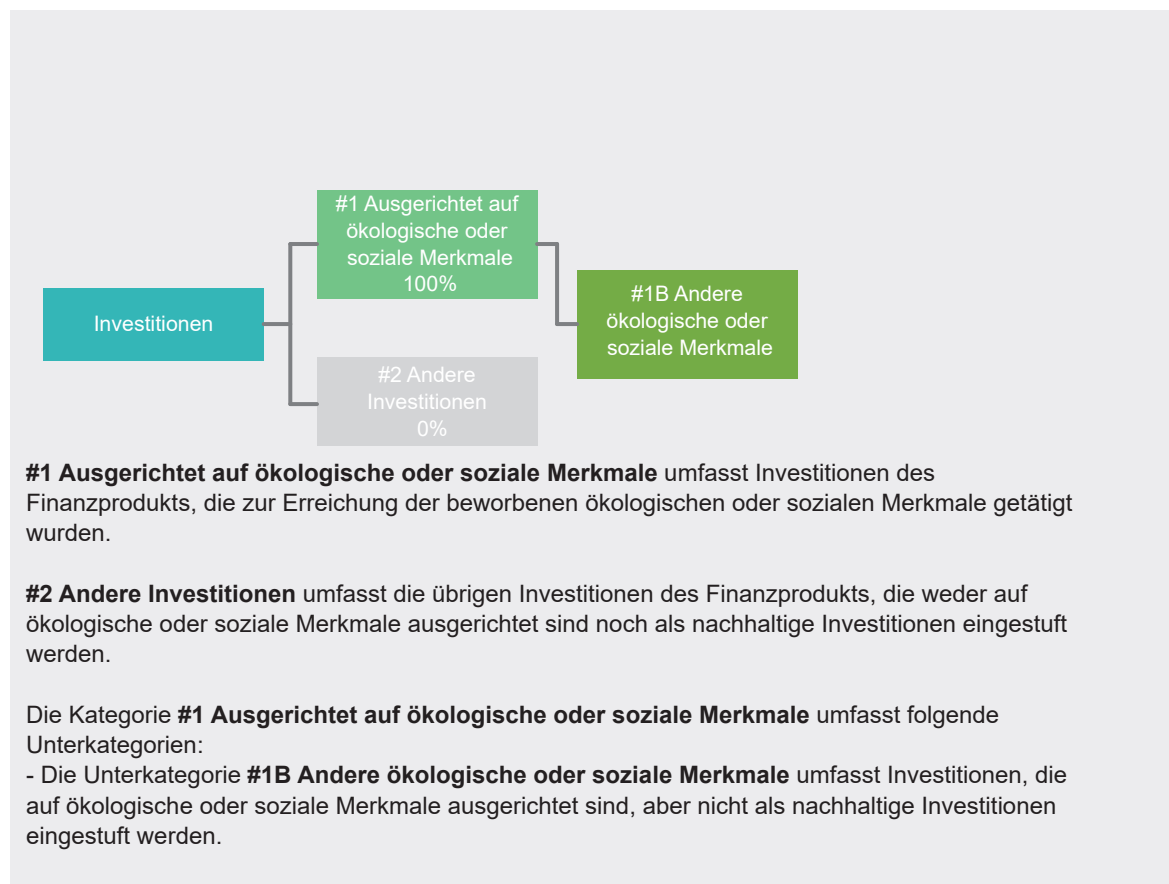 #1 Ausgerichtet auf
ökologische oder
soziale Merkmale
100%
Investitionen
#1B Andere
ökologische oder
soziale Merkmale
#2 Andere
Investitionen
0%
#1 Ausgerichtet auf ökologische oder soziale Merkmale umfasst Investitionen des
Finanzprodukts, die zur Erreichung der beworbenen ökologischen oder sozialen Merkmale getätigt
wurden.
#2 Andere Investitionen umfasst die übrigen Investitionen des Finanzprodukts, die weder auf
ökologische oder soziale Merkmale ausgerichtet sind noch als nachhaltige Investitionen eingestuft
werden.
Die Kategorie #1 Ausgerichtet auf ökologische oder soziale Merkmale umfasst folgende
Unterkategorien:
- Die Unterkategorie #1B Andere ökologische oder soziale Merkmale umfasst Investitionen, die
auf ökologische oder soziale Merkmale ausgerichtet sind, aber nicht als nachhaltige Investitionen
eingestuft werden.